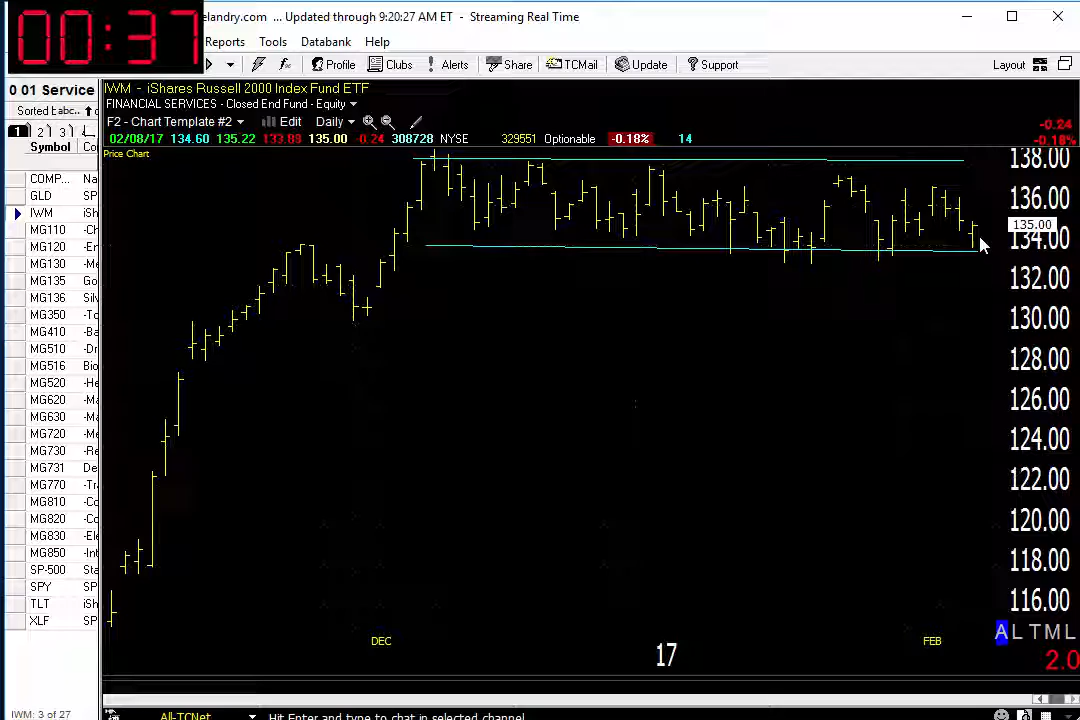 00:37
elandry.com ... Updated through 9:20:27 AM ET - Streaming Real Time
Reports Tools Databank Help
Profile Clubs Alerts Share TCMail Update Support Layout
0 01 Service
Sorted
1 2 3
Symbol Co
COMP... Na
GLD SP
IWM iSh
MG110 -Ch
MG120 -En
MG130 -Me
MG135 Go
MG136 Silv
MG350 -To
MG410 -Ba
MG510 -Dr
MG516 Bio
MG520 -He
MG620 -Ma
MG630 -Ma
MG720 -Me
MG730 -Re
MG731 De
MG770 -Tra
MG810 -Co
MG820 -Co
MG830 -Ele
MG850 -Int
SP-500 Sta
SPY SP
TLT iSh
XLF SP
IWM: 3 of 27
IWM - iShares Russell 2000 Index Fund ETF
FINANCIAL SERVICES - Closed End Fund - Equity
F2 - Chart Template #2 Edit Daily
02/08/17 134.60 135.22 133.89 135.00 -0.24 308728 NYSE 329551 Optionable -0.18% 14
-0.24
-0.18%
Price Chart
138.00
136.00
135.00
134.00
132.00
130.00
128.00
126.00
124.00
122.00
120.00
118.00
116.00
DEC 17 FEB
A L T M L
2.0
All-TCNet Hit Enter and type to chat in selected channel